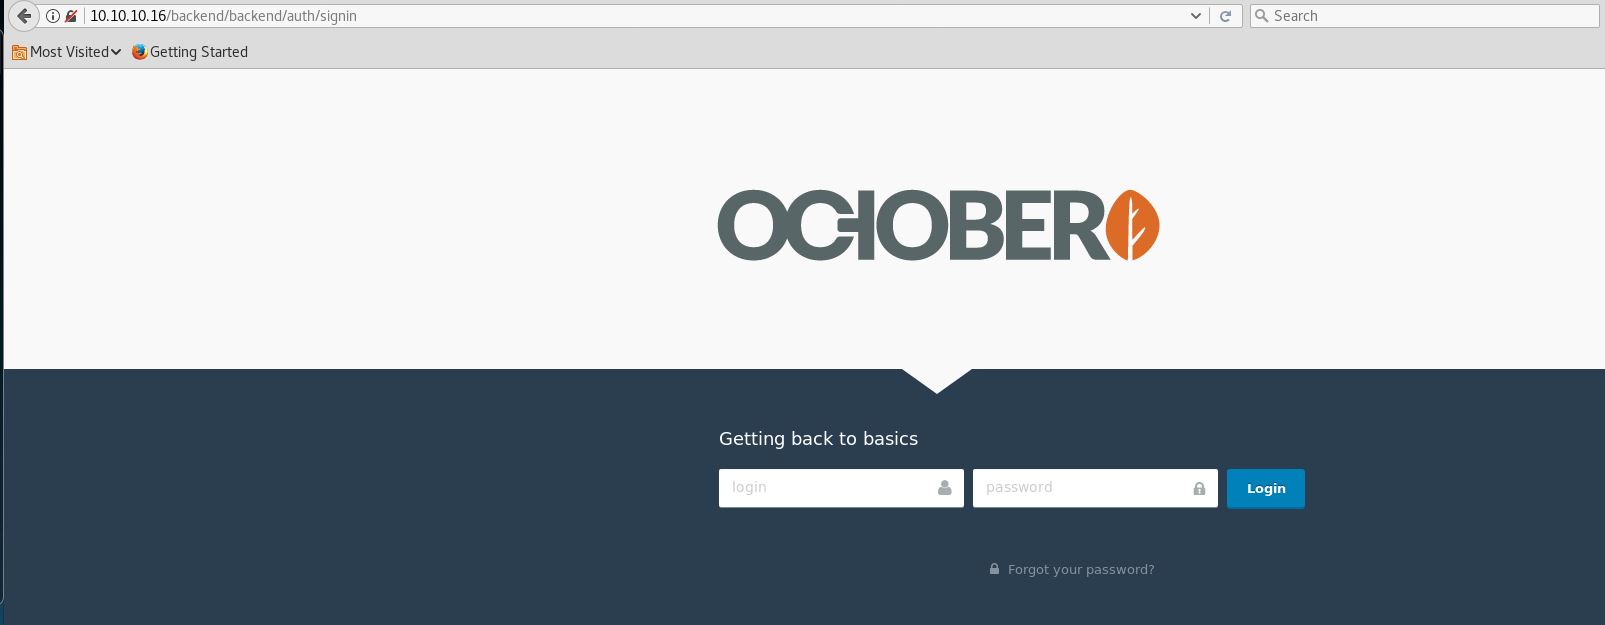 10.10.10.16/backend/backend/auth/signin
Search
Most Visited
Getting Started
OCTOBER
Getting back to basics
login
password
Login
Forgot your password?